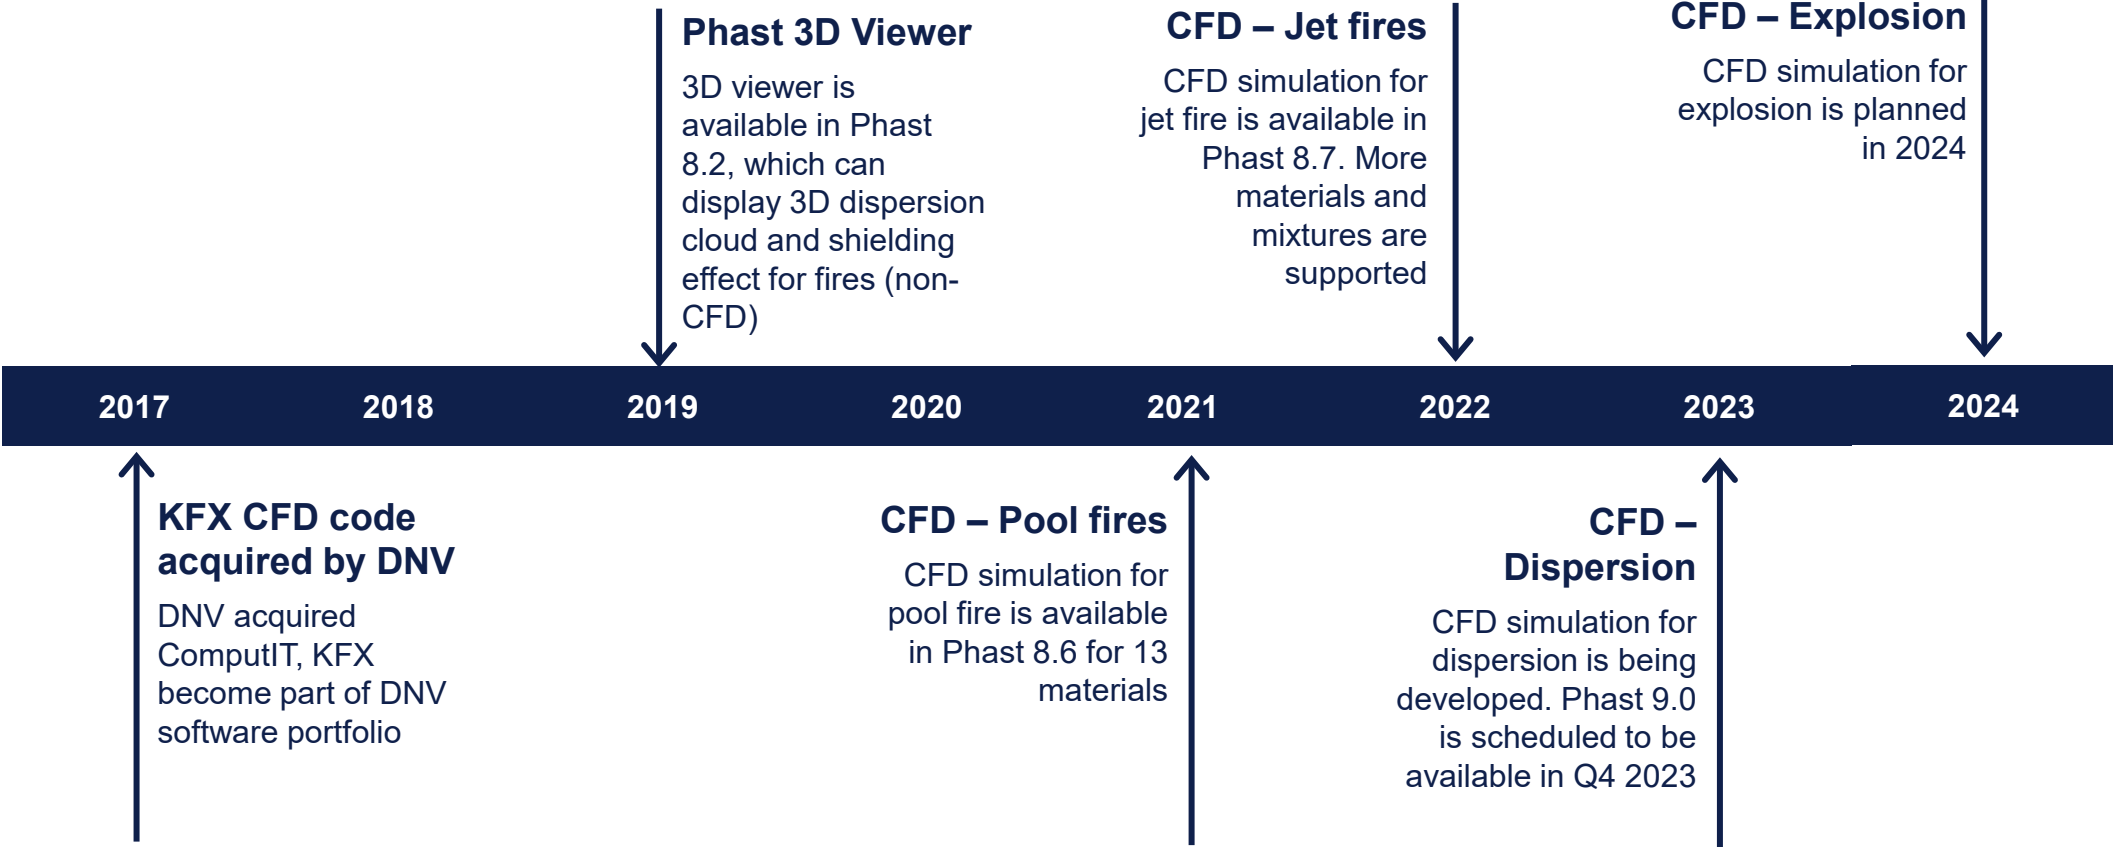 Phast 3D Viewer
3D viewer is
available in Phast
8.2, which can
display 3D dispersion
cloud and shielding
effect for fires (non-
CFD)
CFD – Jet fires
CFD simulation for
jet fire is available in
Phast 8.7. More
materials and
mixtures are
supported
CFD – Explosion
CFD simulation for
explosion is planned
in 2024
2017 2018 2019 2020 2021 2022 2023 2024
KFX CFD code
acquired by DNV
DNV acquired
ComputIT, KFX
become part of DNV
software portfolio
CFD – Pool fires
CFD simulation for
pool fire is available
in Phast 8.6 for 13
materials
CFD –
Dispersion
CFD simulation for
dispersion is being
developed. Phast 9.0
is scheduled to be
available in Q4 2023